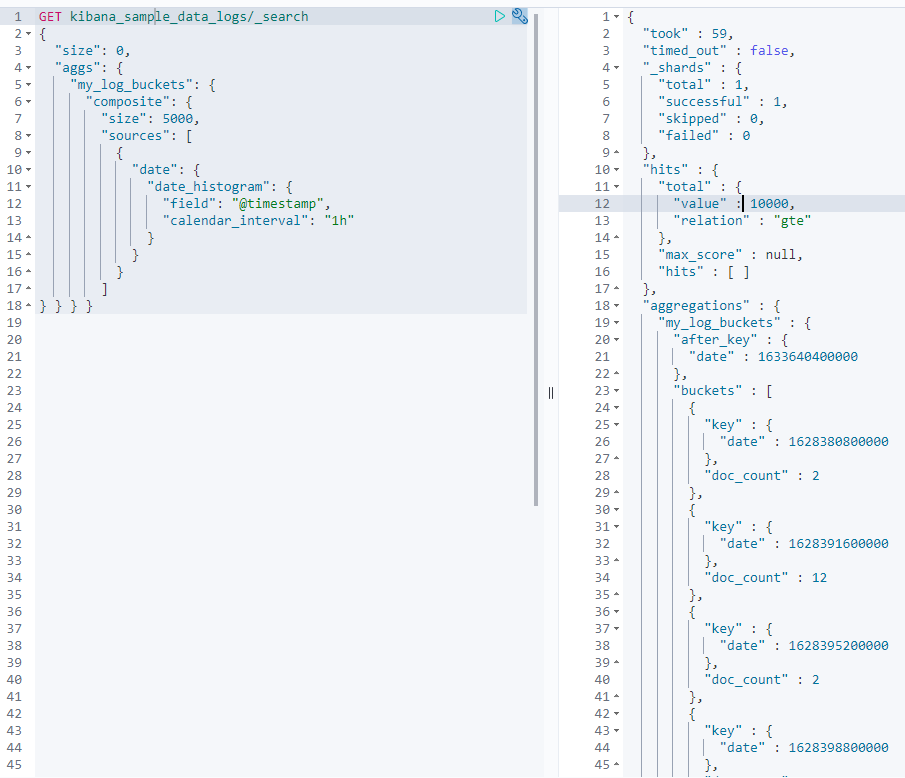 1 GET kibana_sample_data_logs/_search
2 {
3 "size": 0,
4 "aggs": {
5 "my_log_buckets": {
6 "composite": {
7 "size": 5000,
8 "sources": [
9 {
10 "date": {
11 "date_histogram": {
12 "field": "@timestamp",
13 "calendar_interval": "1h"
14 }
15 }
16 }
17 ]
18 } } } }
19
20
21
22
23
24
25
26
27
28
29
30
31
32
33
34
35
36
37
38
39
40
41
42
43
44
45
1 {
2 "took" : 59,
3 "timed_out" : false,
4 "_shards" : {
5 "total" : 1,
6 "successful" : 1,
7 "skipped" : 0,
8 "failed" : 0
9 },
10 "hits" : {
11 "total" : {
12 "value" : 10000,
13 "relation" : "gte"
14 },
15 "max_score" : null,
16 "hits" : [ ]
17 },
18 "aggregations" : {
19 "my_log_buckets" : {
20 "after_key" : {
21 "date" : 1633640400000
22 },
23 "buckets" : [
24 {
25 "key" : {
26 "date" : 1628380800000
27 },
28 "doc_count" : 2
29 },
30 {
31 "key" : {
32 "date" : 1628391600000
33 },
34 "doc_count" : 12
35 },
36 {
37 "key" : {
38 "date" : 1628395200000
39 },
40 "doc_count" : 2
41 },
42 {
43 "key" : {
44 "date" : 1628398800000
45 },